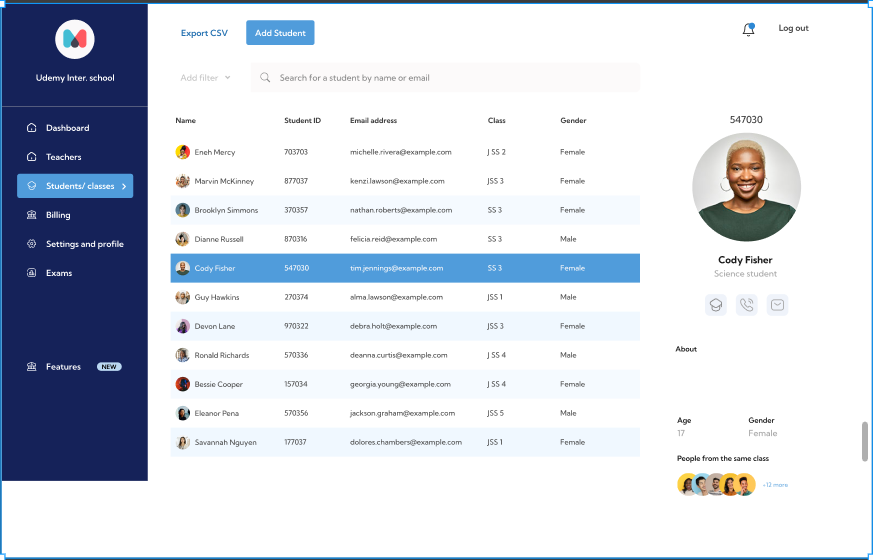 Udemy Inter. school
Dashboard
Teachers
Students/ classes
Billing
Settings and profile
Exams
Features NEW
Export CSV Add Student
Log out
Add filter Search for a student by name or email
Name Student ID Email address Class Gender
Eneh Mercy 703703 michelle.rivera@example.com J SS 2 Female
Marvin McKinney 877037 kenzi.lawson@example.com JSS 3 Female
Brooklyn Simmons 370357 nathan.roberts@example.com SS 3 Female
Dianne Russell 870316 felicia.reid@example.com SS 3 Male
Cody Fisher 547030 tim.jennings@example.com SS 3 Female
Guy Hawkins 270374 alma.lawson@example.com JSS 1 Male
Devon Lane 970322 debra.holt@example.com JSS 3 Female
Ronald Richards 570336 deanna.curtis@example.com J SS 4 Male
Bessie Cooper 157034 georgia.young@example.com J SS 4 Female
Eleanor Pena 570356 jackson.graham@example.com JSS 5 Male
Savannah Nguyen 177037 dolores.chambers@example.com JSS 1 Female
547030
Cody Fisher
Science student
About
Age Gender
17 Female
People from the same class
+12 more